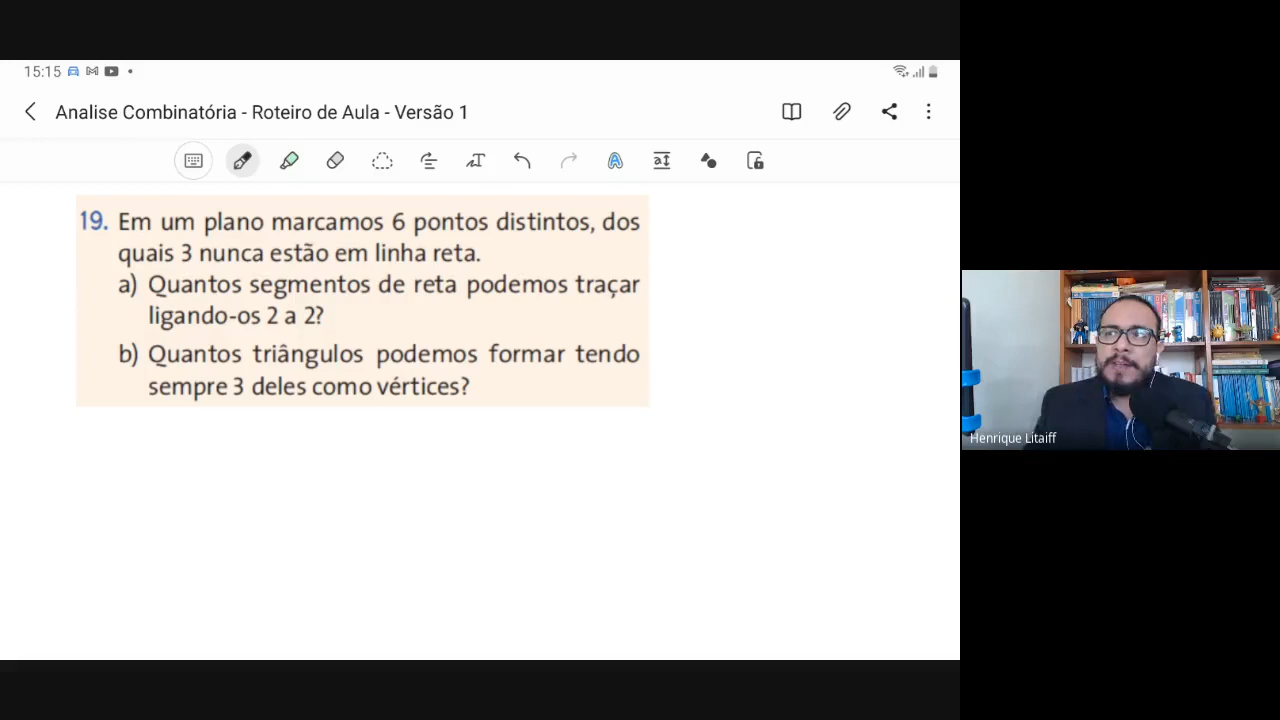 15:15
Analise Combinatória - Roteiro de Aula - Versão 1
19. Em um plano marcamos 6 pontos distintos, dos
quais 3 nunca estão em linha reta.
a) Quantos segmentos de reta podemos traçar
ligando-os 2 a 2?
b) Quantos triângulos podemos formar tendo
sempre 3 deles como vértices?
Henrique Litaiff